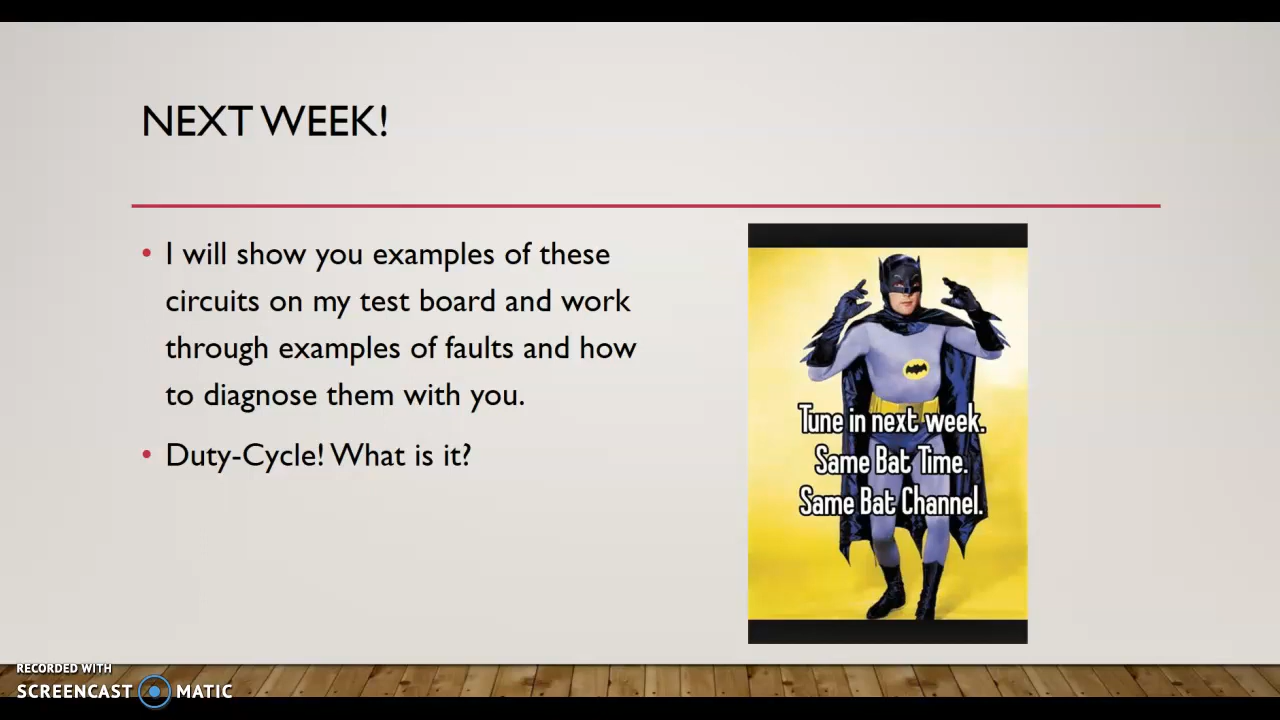 NEXT WEEK!
• I will show you examples of these
circuits on my test board and work
through examples of faults and how
to diagnose them with you.
• Duty-Cycle! What is it?
Tune in next week.
Same Bat Time.
Same Bat Channel.
RECORDED WITH
SCREENCAST MATIC